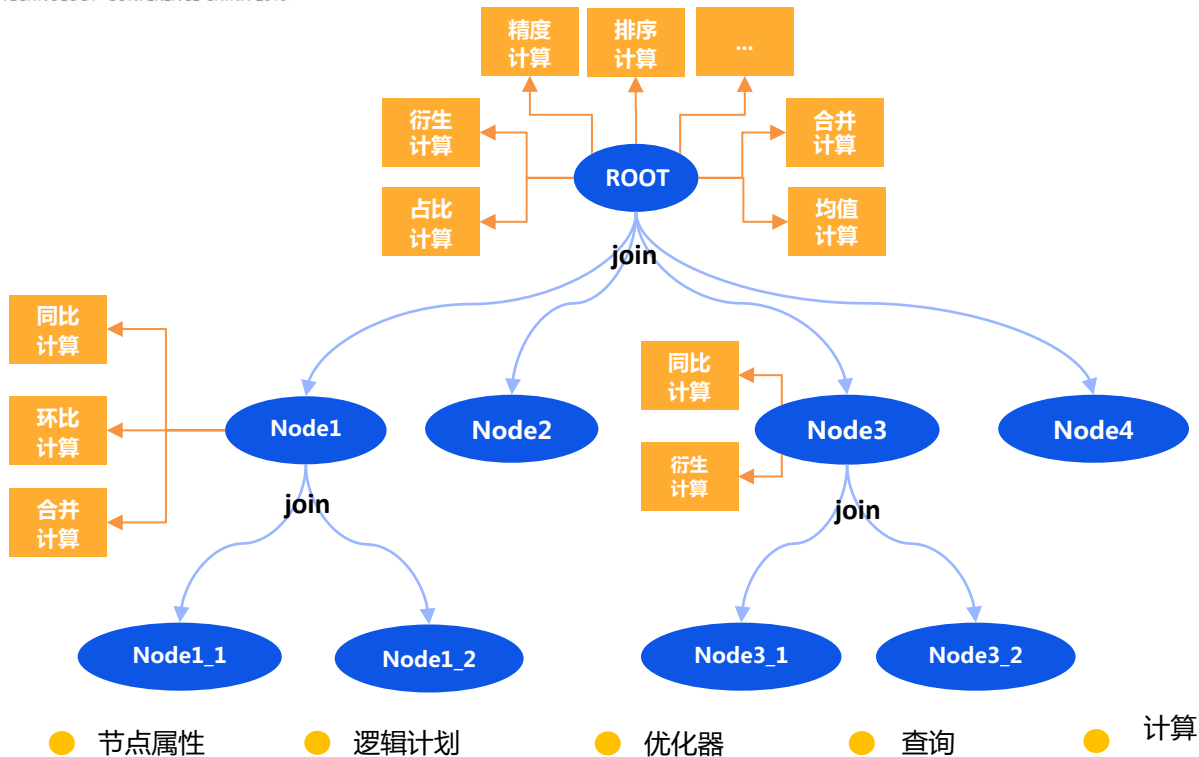 精度
计算
排序
计算
...
衍生
计算
合并
计算
ROOT
占比
计算
均值
计算
join
同比
计算
同比
计算
环比
计算
Node1
Node2
Node3
Node4
衍生
计算
合并
计算
join
join
Node1_1
Node1_2
Node3_1
Node3_2
节点属性
逻辑计划
优化器
查询
计算